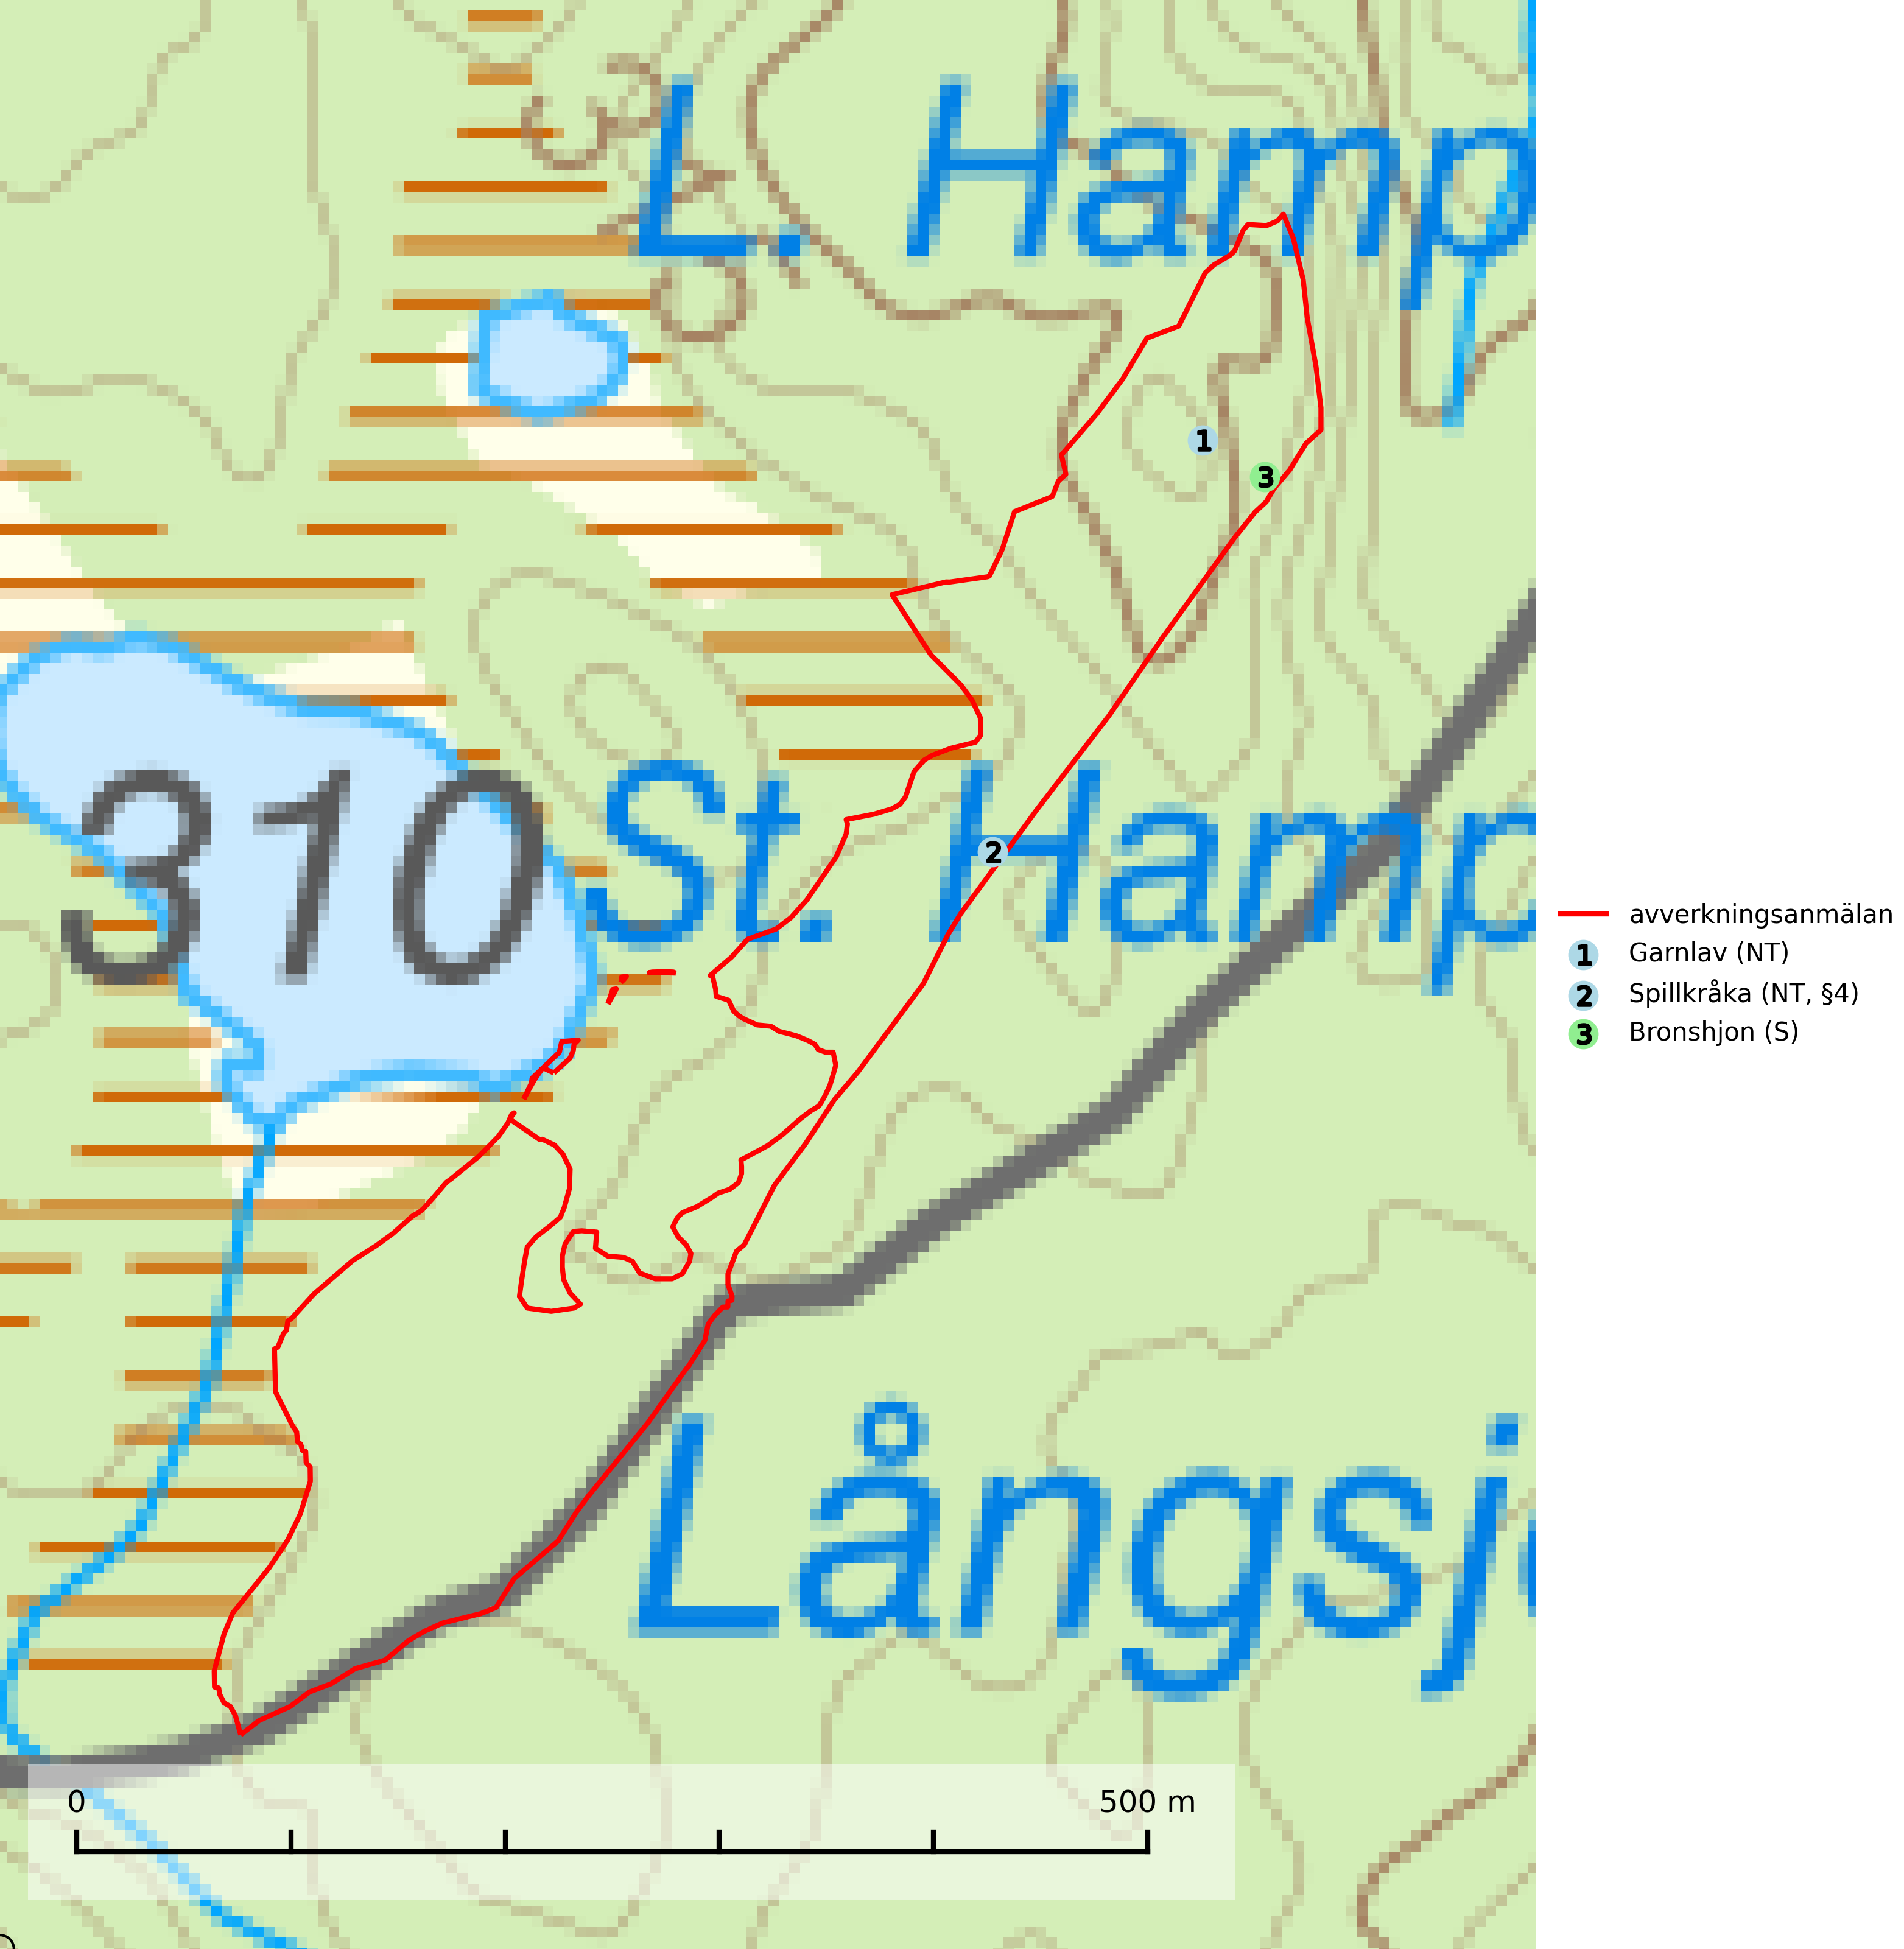 340
L. Hamp
1
3
310
St. Hamp
2
avverkningsanmälan
1 Garnlav (NT)
2 Spillkråka (NT, §4)
3 Bronshjon (S)
Långsj
0 500 m